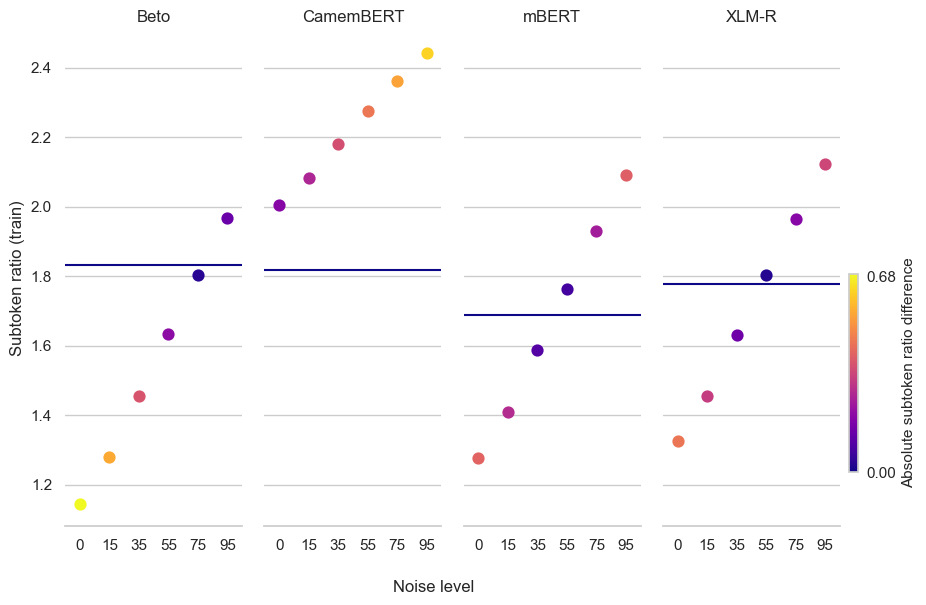 Beto CamemBERT mBERT XLM-R
Subtoken ratio (train)
2.4
2.2
2.0
1.8
1.6
1.4
1.2
0 15 35 55 75 95 0 15 35 55 75 95 0 15 35 55 75 95 0 15 35 55 75 95
Noise level
0.68
0.00
Absolute subtoken ratio difference